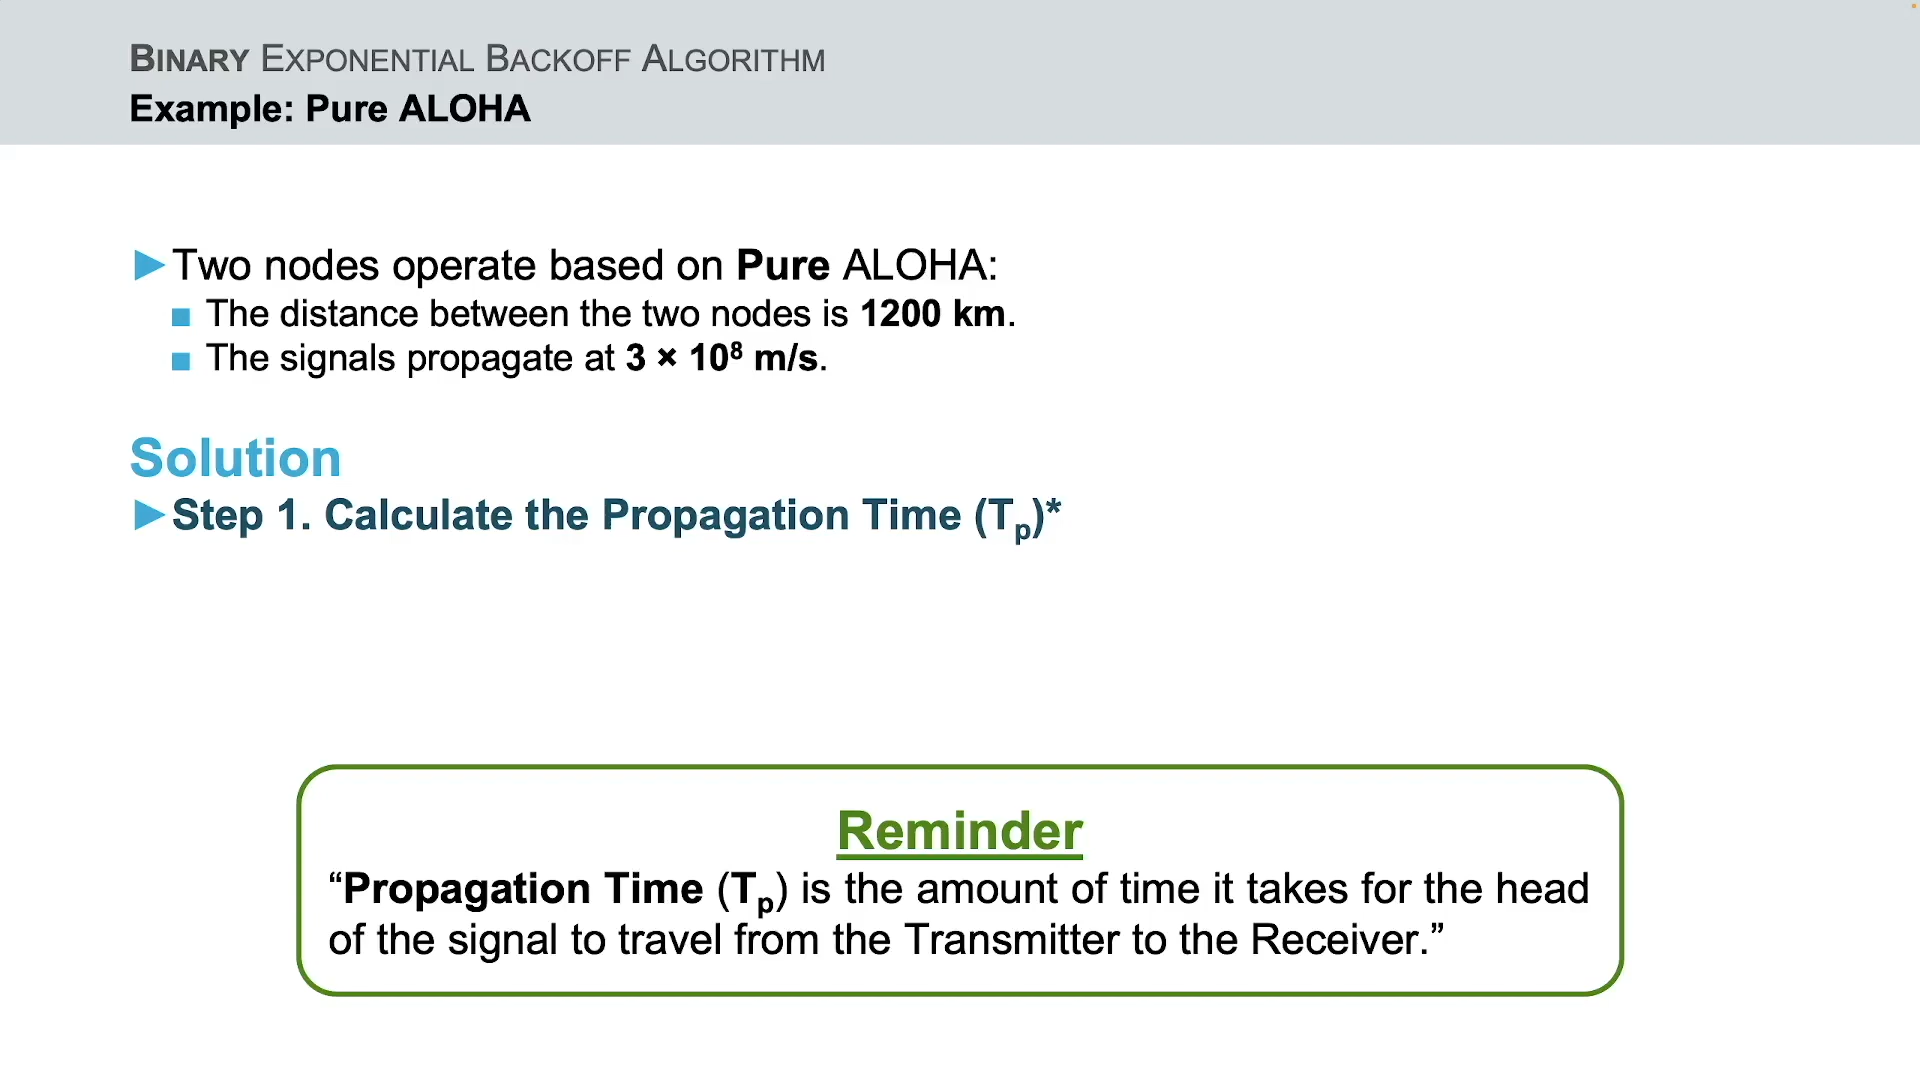 BINARY EXPONENTIAL BACKOFF ALGORITHM
Example: Pure ALOHA
▶Two nodes operate based on Pure ALOHA:
■ The distance between the two nodes is 1200 km.
■ The signals propagate at 3 × 10⁸ m/s.
Solution
▶Step 1. Calculate the Propagation Time (Tₚ)*
Reminder
“Propagation Time (Tₚ) is the amount of time it takes for the head
of the signal to travel from the Transmitter to the Receiver.”